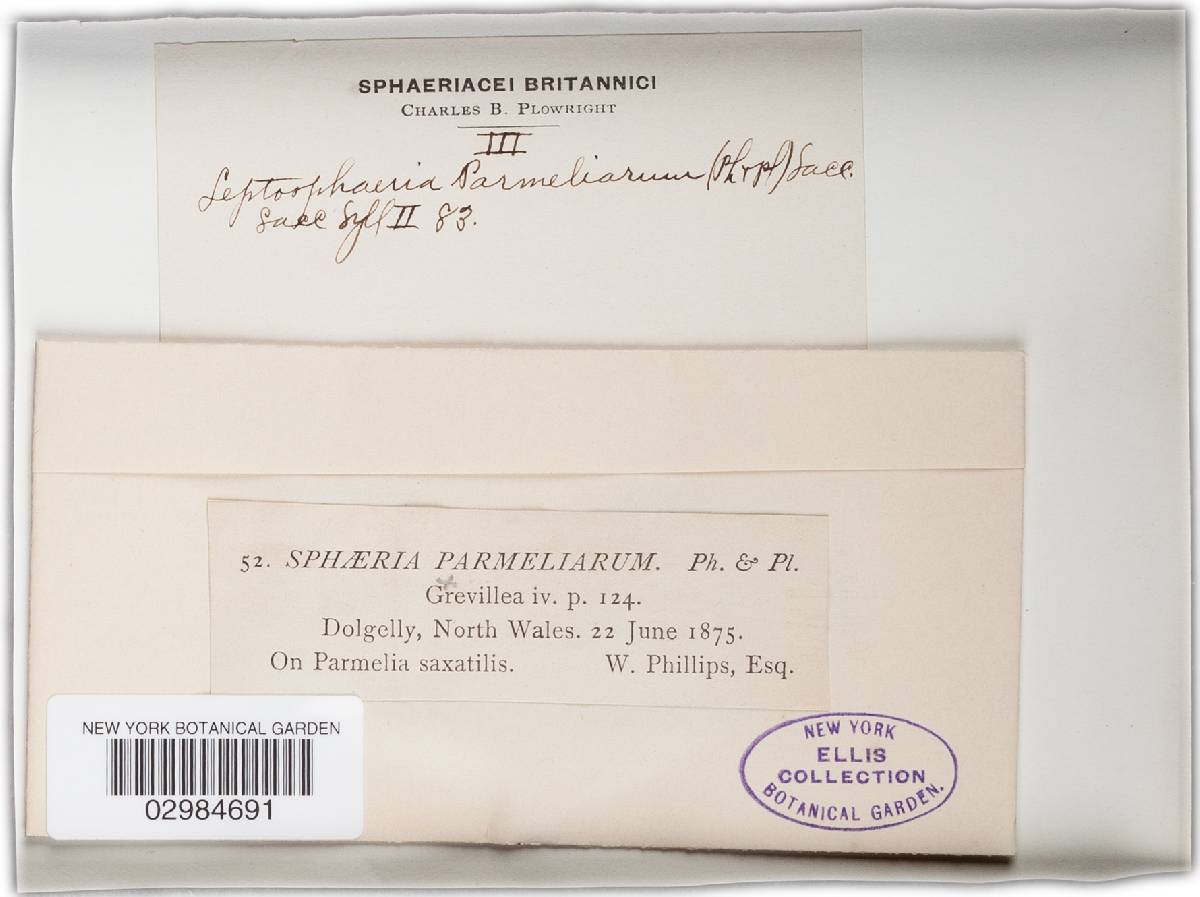 SPHAERIACEI BRITANNICI
CHARLES B. PLOWRIGHT
III
Leptosphaeria Parmeliarum (Ph & Pl) Sacc.
Sacc Syll II 83.
52. SPHÆRIA PARMELIARUM. Ph. & Pl.
Grevillea iv. p. 124.
Dolgelly, North Wales. 22 June 1875.
On Parmelia saxatilis. W. Phillips, Esq.
NEW YORK BOTANICAL GARDEN
02984691
NEW YORK
ELLIS
COLLECTION
BOTANICAL GARDEN.